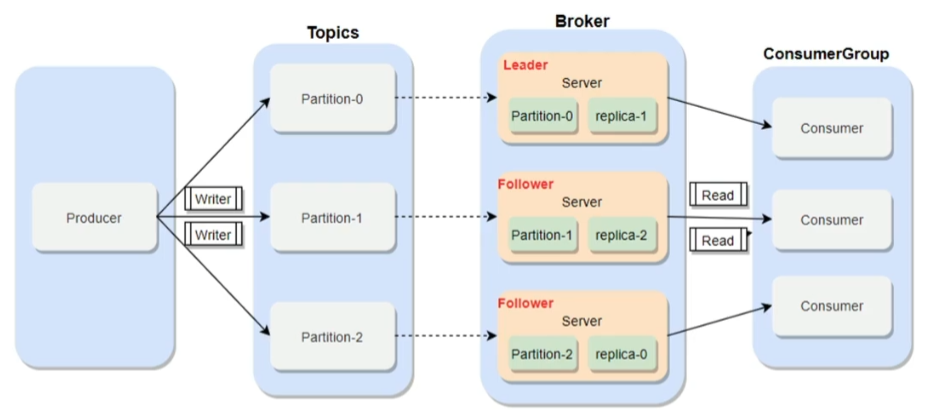 Topics
Broker
ConsumerGroup
Producer
Writer
Writer
Partition-0
Partition-1
Partition-2
Leader
Server
Partition-0 replica-1
Follower
Server
Partition-1 replica-2
Follower
Server
Partition-2 replica-0
Read
Read
Consumer
Consumer
Consumer